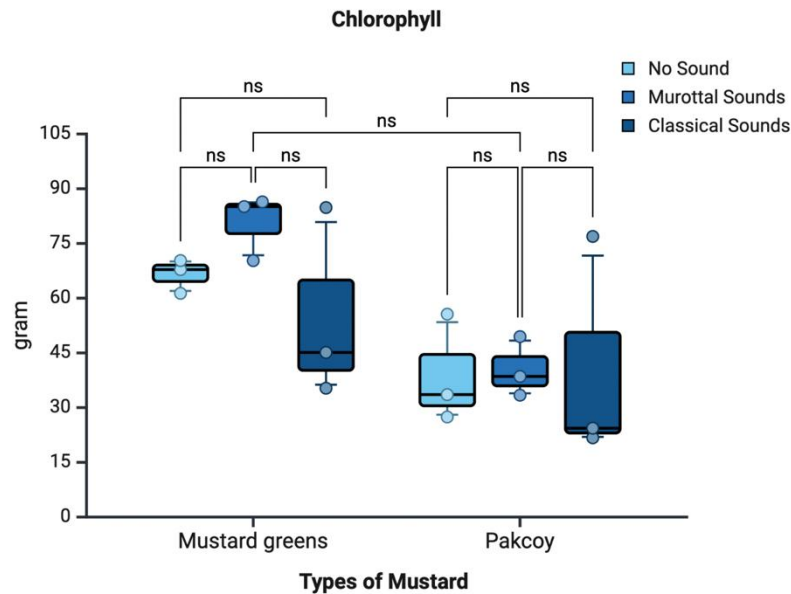 Chlorophyll
No Sound
Murottal Sounds
Classical Sounds
ns
ns
ns
ns
ns
ns
ns
105
90
75
60
45
30
15
0
gram
Mustard greens
Pakcoy
Types of Mustard